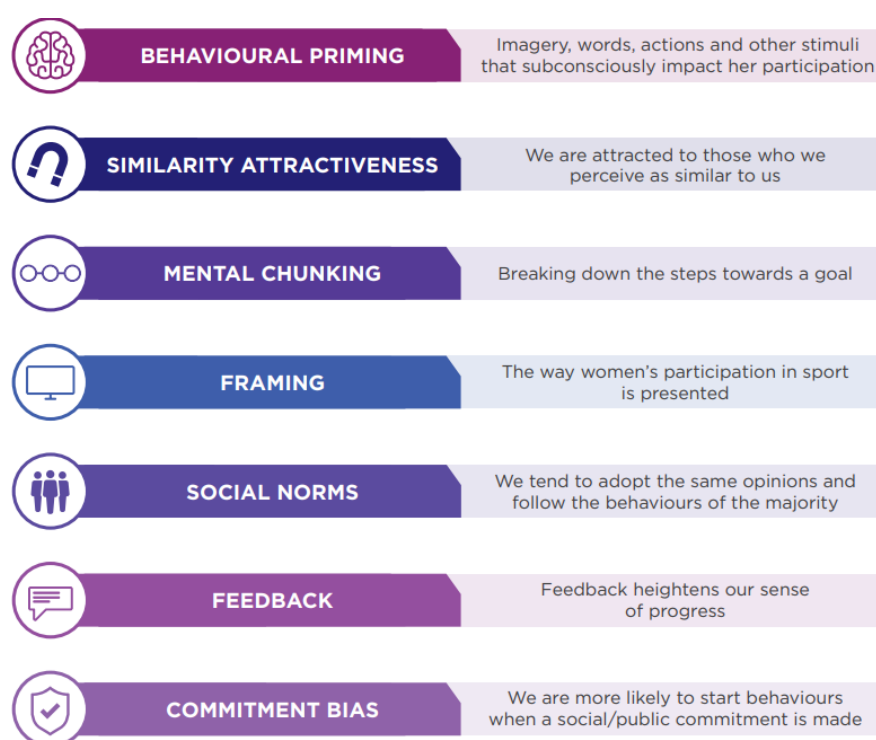 BEHAVIOURAL PRIMING
Imagery, words, actions and other stimuli
that subconsciously impact her participation
SIMILARITY ATTRACTIVENESS
We are attracted to those who we
perceive as similar to us
MENTAL CHUNKING
Breaking down the steps towards a goal
FRAMING
The way women’s participation in sport
is presented
SOCIAL NORMS
We tend to adopt the same opinions and
follow the behaviours of the majority
FEEDBACK
Feedback heightens our sense
of progress
COMMITMENT BIAS
We are more likely to start behaviours
when a social/public commitment is made